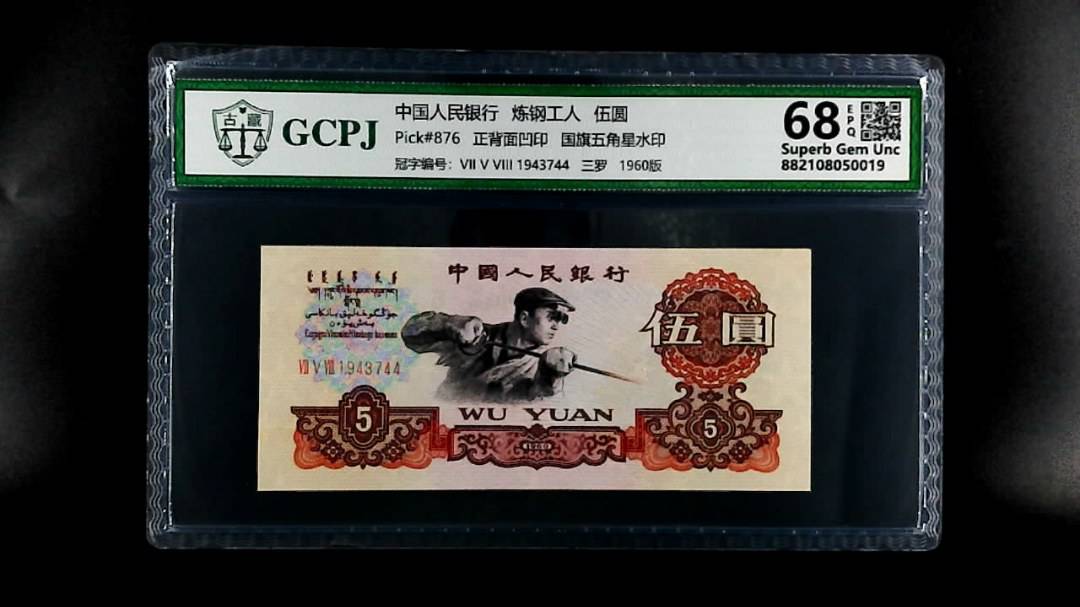 古 藏
GCPJ
中国人民银行 炼钢工人 伍圆
Pick#876 正背面凹印 国旗五角星水印
冠字编号：VII V VIII 1943744 三罗 1960版
68 EPQ
Superb Gem Unc
882108050019
中國人民銀行
伍圓
VII V VIII 1943744
WU YUAN
5
5
1960